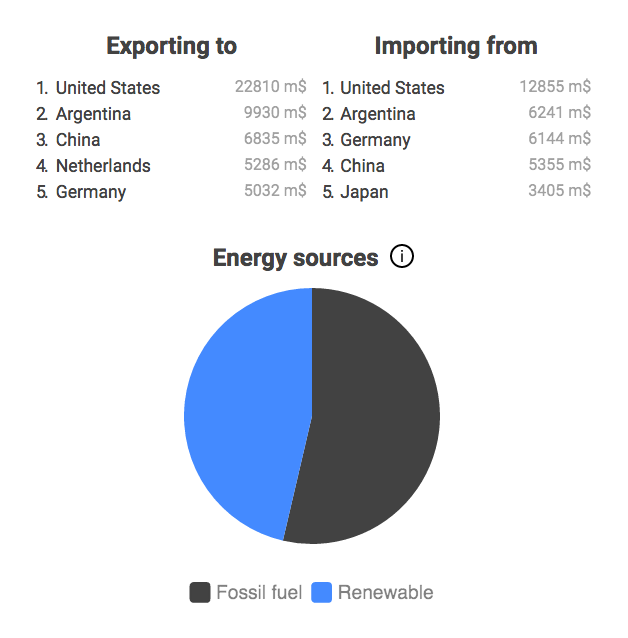 Exporting to
1. United States 22810 m$
2. Argentina 9930 m$
3. China 6835 m$
4. Netherlands 5286 m$
5. Germany 5032 m$
Importing from
1. United States 12855 m$
2. Argentina 6241 m$
3. Germany 6144 m$
4. China 5355 m$
5. Japan 3405 m$
Energy sources i
Fossil fuel Renewable